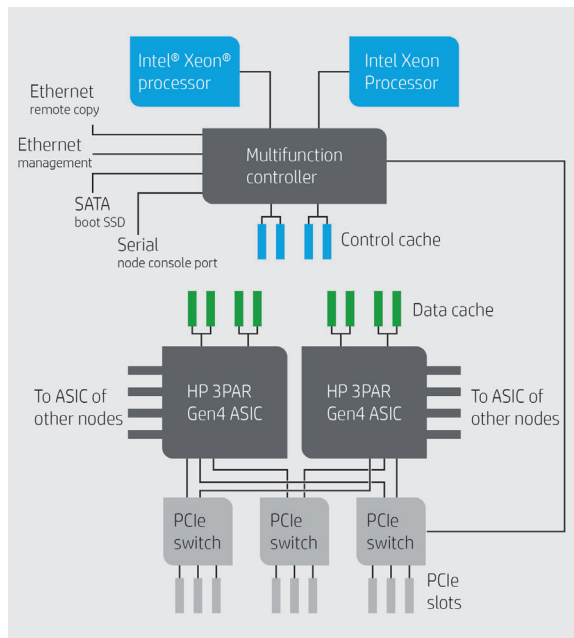 Intel® Xeon®
processor
Intel Xeon
Processor
Ethernet
remote copy
Ethernet
management
SATA
boot SSD
Serial
node console port
Multifunction
controller
Control cache
Data cache
To ASIC of
other nodes
HP 3PAR
Gen4 ASIC
HP 3PAR
Gen4 ASIC
To ASIC of
other nodes
PCIe
switch
PCIe
switch
PCIe
switch
PCIe
slots